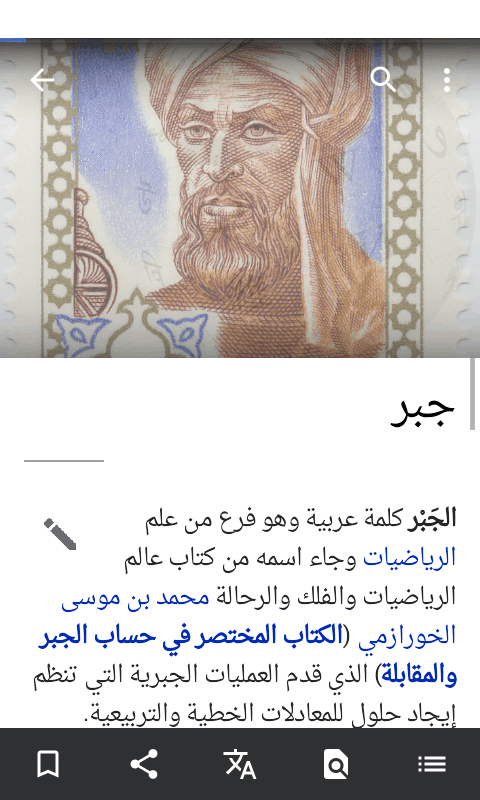 جبر
الجَبْر كلمة عربية وهو فرع من علم
الرياضيات وجاء اسمه من كتاب عالم
الرياضيات والفلك والرحالة محمد بن موسى
الخورازمي (الكتاب المختصر في حساب الجبر
والمقابلة) الذي قدم العمليات الجبرية التي تنظم
إيجاد حلول للمعادلات الخطية والتربيعية.